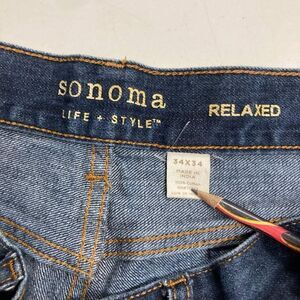 sonoma
LIFE + STYLE™
RELAXED
34X34
MADE IN
INDIA